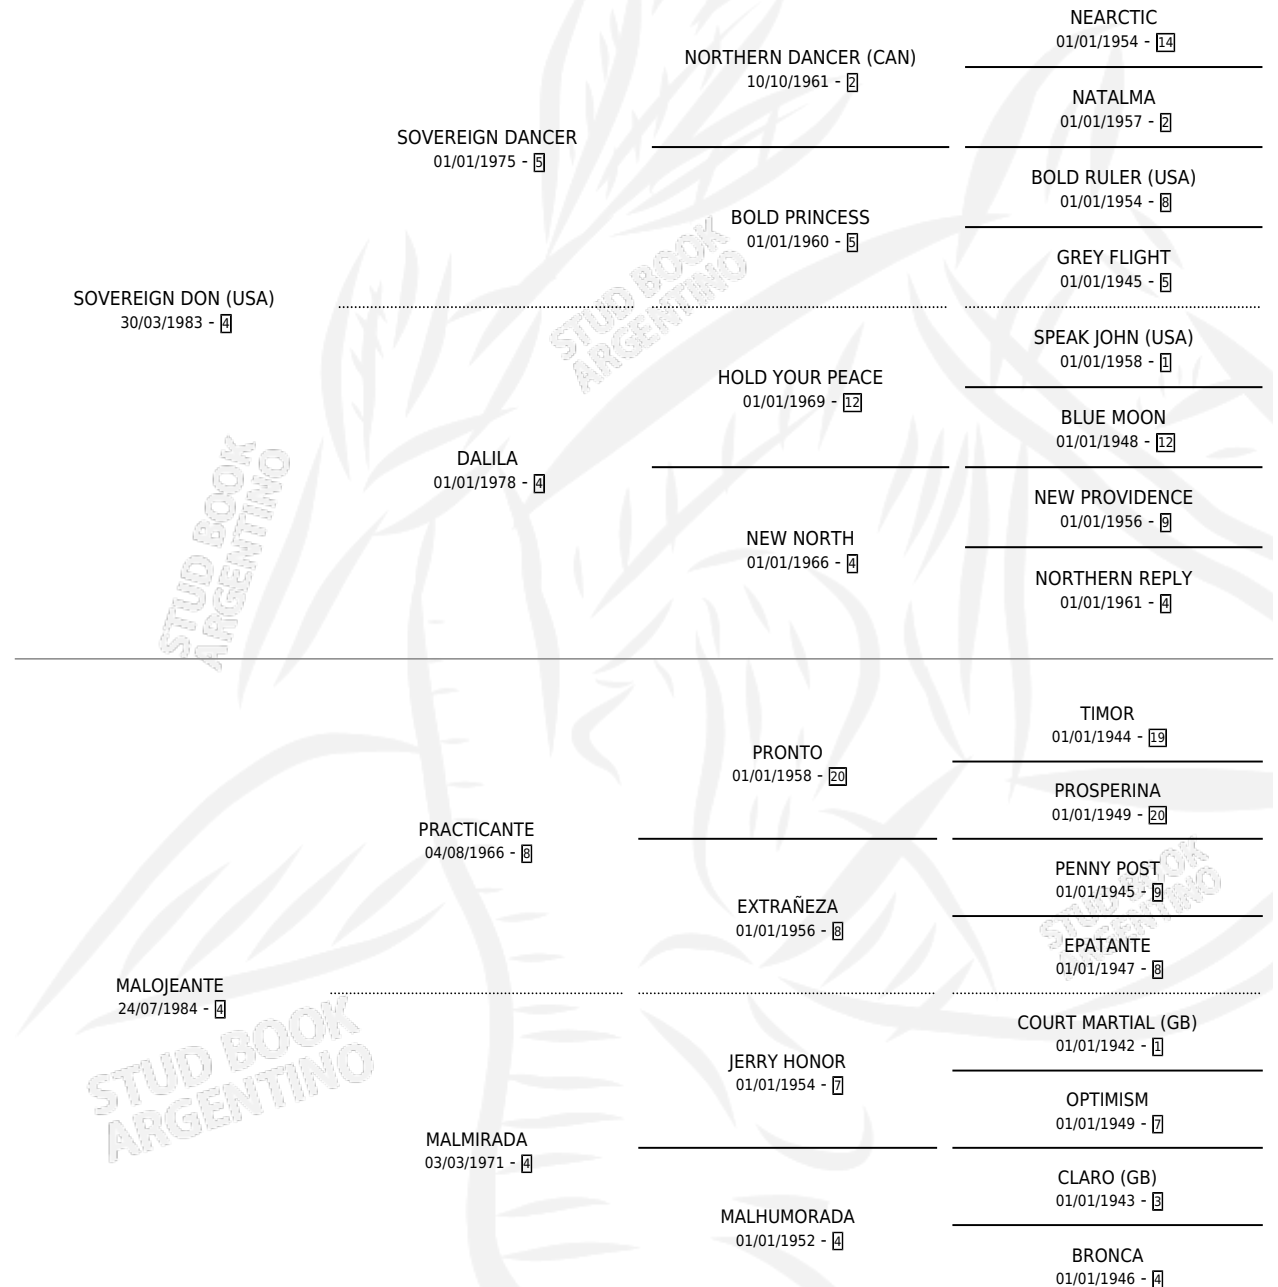 NEARCTIC
01/01/1954 - 14
NORTHERN DANCER (CAN)
10/10/1961 - 2
NATALMA
01/01/1957 - 2
SOVEREIGN DANCER
01/01/1975 - 5
BOLD RULER (USA)
01/01/1954 - 8
BOLD PRINCESS
01/01/1960 - 5
GREY FLIGHT
01/01/1945 - 5
SOVEREIGN DON (USA)
30/03/1983 - 4
SPEAK JOHN (USA)
01/01/1958 - 1
HOLD YOUR PEACE
01/01/1969 - 12
BLUE MOON
01/01/1948 - 12
DALILA
01/01/1978 - 4
NEW PROVIDENCE
01/01/1956 - 9
NEW NORTH
01/01/1966 - 4
NORTHERN REPLY
01/01/1961 - 4
TIMOR
01/01/1944 - 19
PRONTO
01/01/1958 - 20
PROSPERINA
01/01/1949 - 20
PRACTICANTE
04/08/1966 - 8
PENNY POST
01/01/1945 - 9
EXTRAÑEZA
01/01/1956 - 8
EPATANTE
01/01/1947 - 8
MALOJEANTE
24/07/1984 - 4
COURT MARTIAL (GB)
01/01/1942 - 1
JERRY HONOR
01/01/1954 - 7
OPTIMISM
01/01/1949 - 7
MALMIRADA
03/03/1971 - 4
CLARO (GB)
01/01/1943 - 3
MALHUMORADA
01/01/1952 - 4
BRONCA
01/01/1946 - 4
STUD BOOK
ARGENTINO
STUD BOOK
ARGENTINO
STUD BOOK
ARGENTINO
STUD BOOK
ARGENTINO